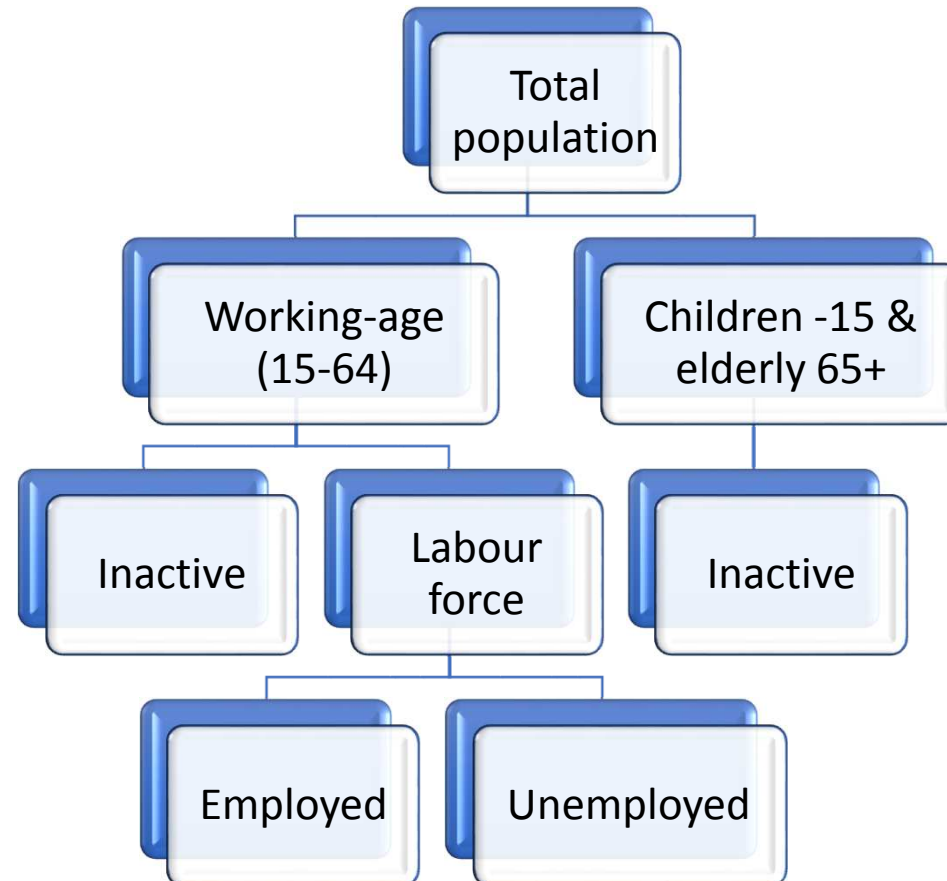 Total
population
Working-age
(15-64)
Children -15 &
elderly 65+
Inactive
Labour
force
Inactive
Employed
Unemployed